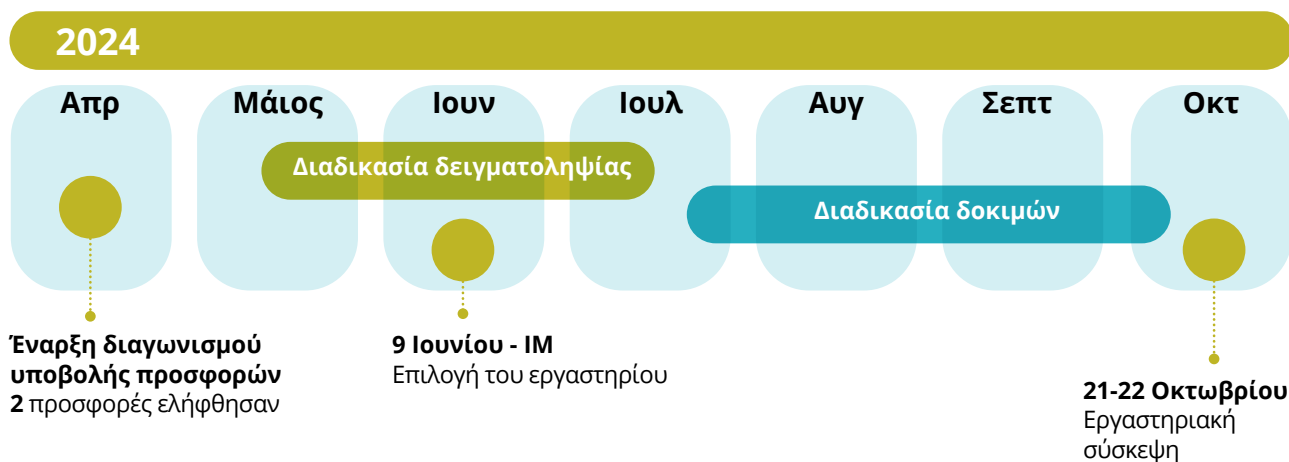 2024
Απρ
Μάιος
Ιουν
Ιουλ
Αυγ
Σεπτ
Οκτ
Διαδικασία δειγματοληψίας
Διαδικασία δοκιμών
Έναρξη διαγωνισμού
υποβολής προσφορών
2 προσφορές ελήφθησαν
9 Ιουνίου - IM
Επιλογή του εργαστηρίου
21-22 Οκτωβρίου
Εργαστηριακή
σύσκεψη